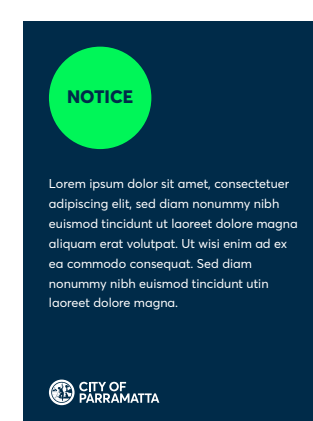 NOTICE
Lorem ipsum dolor sit amet, consectetuer
adipiscing elit, sed diam nonummy nibh
euismod tincidunt ut laoreet dolore magna
aliquam erat volutpat. Ut wisi enim ad ex
ea commodo consequat. Sed diam
nonummy nibh euismod tincidunt utin
laoreet dolore magna.
CITY OF
PARRAMATTA